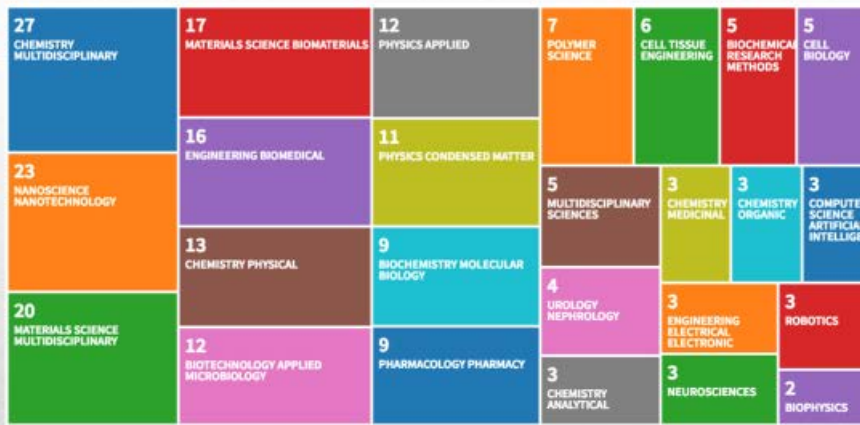 27
CHEMISTRY
MULTIDISCIPLINARY
23
NANOSCIENCE
NANOTECHNOLOGY
20
MATERIALS SCIENCE
MULTIDISCIPLINARY
17
MATERIALS SCIENCE BIOMATERIALS
16
ENGINEERING BIOMEDICAL
13
CHEMISTRY PHYSICAL
12
BIOTECHNOLOGY APPLIED
MICROBIOLOGY
12
PHYSICS APPLIED
11
PHYSICS CONDENSED MATTER
9
BIOCHEMISTRY MOLECULAR
BIOLOGY
9
PHARMACOLOGY PHARMACY
7
POLYMER
SCIENCE
6
CELL TISSUE
ENGINEERING
5
BIOCHEMICAL
RESEARCH
METHODS
5
CELL
BIOLOGY
5
MULTIDISCIPLINARY
SCIENCES
4
UROLOGY
NEPHROLOGY
3
CHEMISTRY
ANALYTICAL
3
CHEMISTRY
MEDICINAL
3
CHEMISTRY
ORGANIC
3
COMPUTE
SCIENCE
ARTIFICIA
INTELLIGE
3
ENGINEERING
ELECTRICAL
ELECTRONIC
3
NEUROSCIENCES
3
ROBOTICS
2
BIOPHYSICS